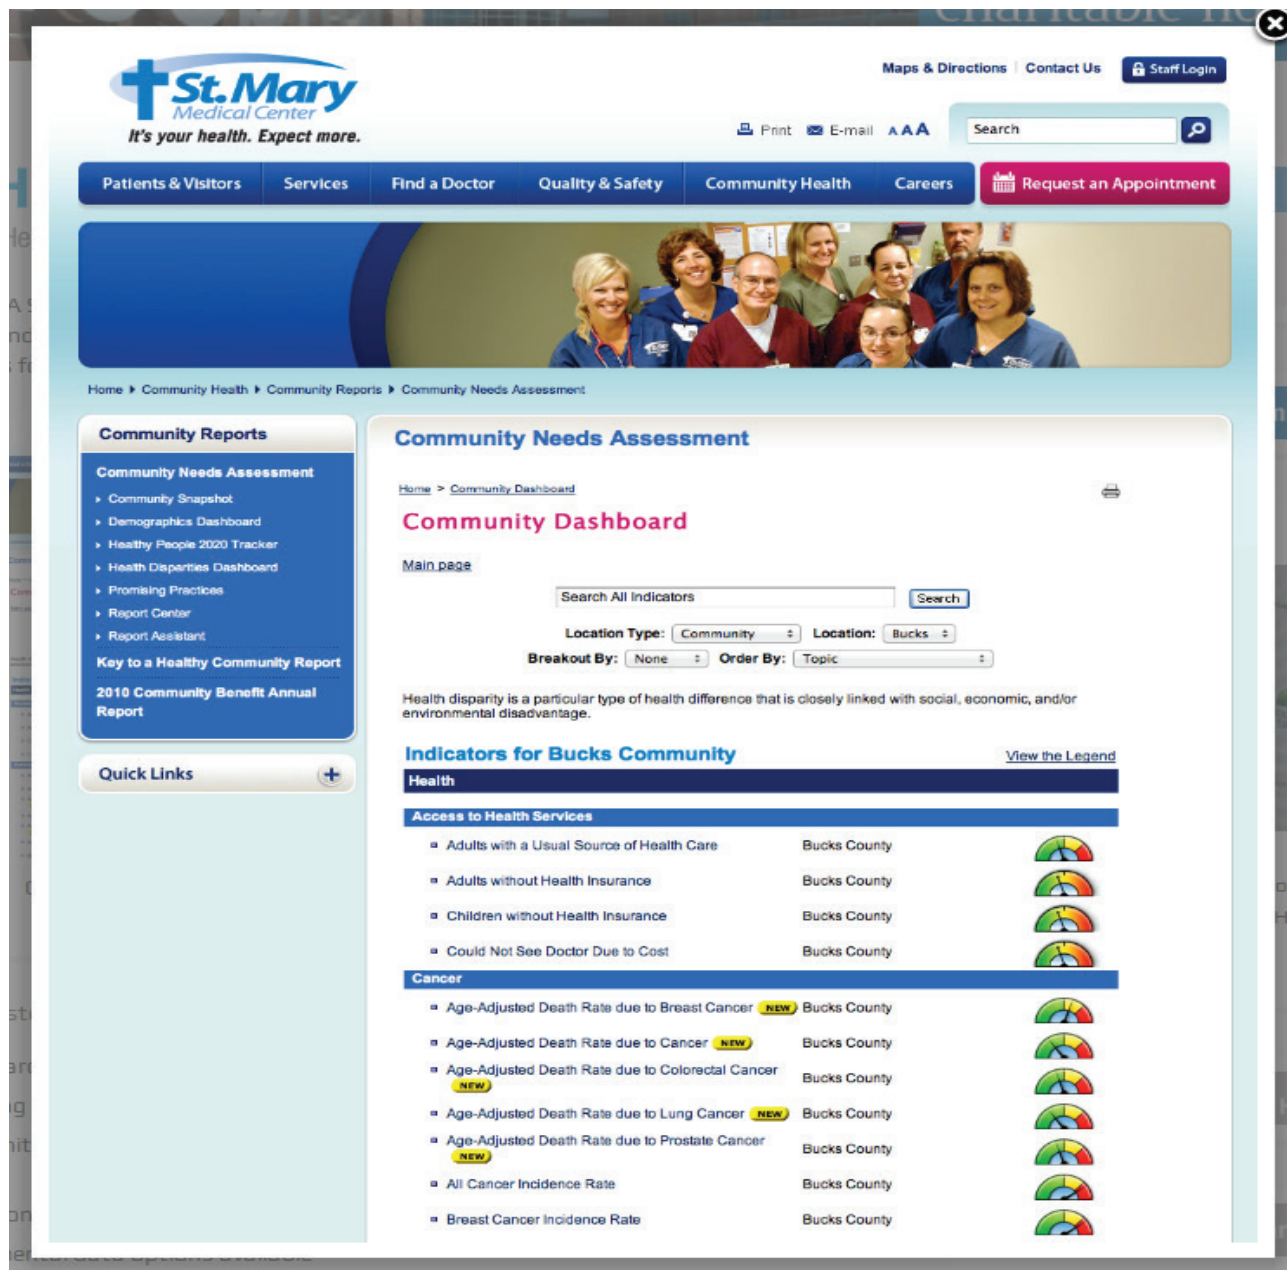 charitable
St. Mary
Medical Center
It's your health. Expect more.
Maps & Directions Contact Us Staff Login
Print E-mail A A A Search
Patients & Visitors Services Find a Doctor Quality & Safety Community Health Careers Request an Appointment
Home Community Health Community Reports Community Needs Assessment
Community Reports
Community Needs Assessment
Community Snapshot
Demographics Dashboard
Healthy People 2020 Tracker
Health Disparities Dashboard
Promising Practices
Report Center
Report Assistant
Key to a Healthy Community Report
2010 Community Benefit Annual
Report
Quick Links
Community Needs Assessment
Home > Community Dashboard
Community Dashboard
Main page
Search All Indicators Search
Location Type: Community Location: Bucks
Breakout By: None Order By: Topic
Health disparity is a particular type of health difference that is closely linked with social, economic, and/or
environmental disadvantage.
Indicators for Bucks Community View the Legend
Health
Access to Health Services
Adults with a Usual Source of Health Care Bucks County
Adults without Health Insurance Bucks County
Children without Health Insurance Bucks County
Could Not See Doctor Due to Cost Bucks County
Cancer
Age-Adjusted Death Rate due to Breast Cancer NEW Bucks County
Age-Adjusted Death Rate due to Cancer NEW Bucks County
Age-Adjusted Death Rate due to Colorectal Cancer
NEW Bucks County
Age-Adjusted Death Rate due to Lung Cancer NEW Bucks County
Age-Adjusted Death Rate due to Prostate Cancer
NEW Bucks County
All Cancer Incidence Rate Bucks County
Breast Cancer Incidence Rate Bucks County